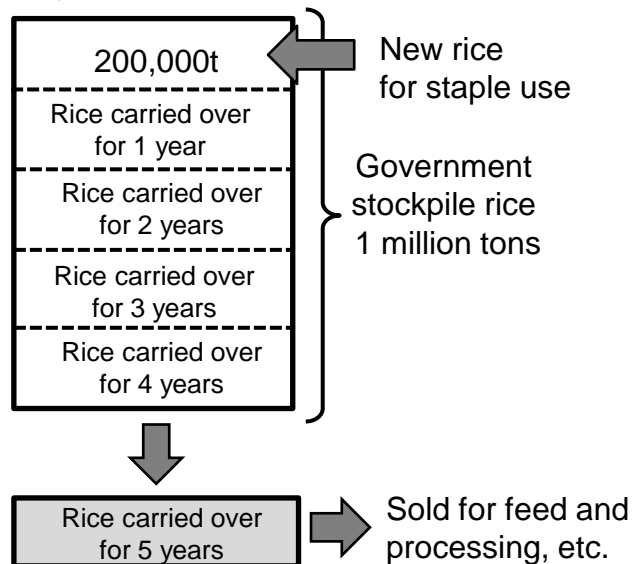 200,000t
New rice
for staple use
Rice carried over
for 1 year
Rice carried over
for 2 years
Government
stockpile rice
1 million tons
Rice carried over
for 3 years
Rice carried over
for 4 years
Rice carried over
for 5 years
Sold for feed and
processing, etc.